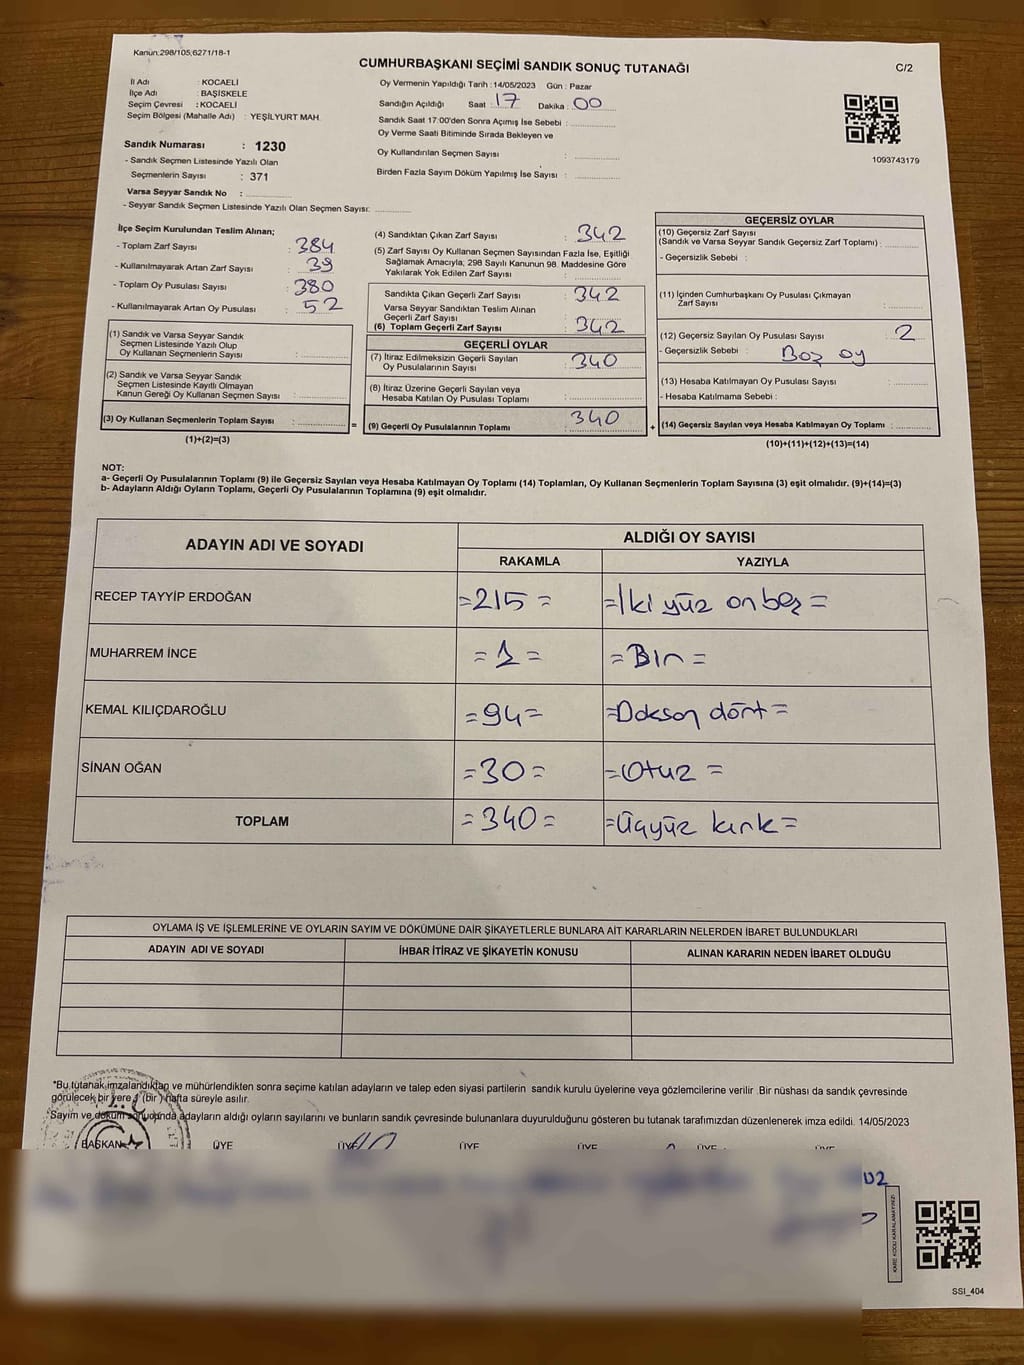 Kanun:298/105,6271/18-1
CUMHURBAŞKANI SEÇİMİ SANDIK SONUÇ TUTANAĞI
C/2
İl Adı : KOCAELİ
İlçe Adı : BAŞİSKELE
Seçim Çevresi : KOCAELİ
Seçim Bölgesi (Mahalle Adı) : YEŞİLYURT MAH.
Sandık Numarası : 1230
- Sandık Seçmen Listesinde Yazılı Olan
Seçmenlerin Sayısı : 371
Varsa Seyyar Sandık No :
- Seyyar Sandık Seçmen Listesinde Yazılı Olan Seçmen Sayısı:
Oy Vermenin Yapıldığı Tarih :14/05/2023 Gün : Pazar
Sandığın Açıldığı Saat : 17 Dakika : 00
Sandık Saat 17:00'den Sonra Açımış İse Sebebi :
Oy Verme Saati Bitiminde Sırada Bekleyen ve
Oy Kullandırılan Seçmen Sayısı :
Birden Fazla Sayım Döküm Yapılmış İse Sayısı :
1093743179
İlçe Seçim Kurulundan Teslim Alınan;
- Toplam Zarf Sayısı : 384
- Kullanılmayarak Artan Zarf Sayısı : 39
- Toplam Oy Pusulası Sayısı : 380
- Kullanılmayarak Artan Oy Pusulası : 52
(1) Sandık ve Varsa Seyyar Sandık
Seçmen Listesinde Yazılı Olup
Oy Kullanan Seçmenlerin Sayısı :
(2) Sandık ve Varsa Seyyar Sandık
Seçmen Listesinde Kayıtlı Olmayan
Kanun Gereği Oy Kullanan Seçmen Sayısı :
(3) Oy Kullanan Seçmenlerin Toplam Sayısı :
(1)+(2)=(3)
=
(4) Sandıktan Çıkan Zarf Sayısı : 342
(5) Zarf Sayısı Oy Kullanan Seçmen Sayısından Fazla İse, Eşitliği
Sağlamak Amacıyla; 298 Sayılı Kanunun 98. Maddesine Göre
Yakılarak Yok Edilen Zarf Sayısı :
Sandıkta Çıkan Geçerli Zarf Sayısı : 342
Varsa Seyyar Sandıktan Teslim Alınan
Geçerli Zarf Sayısı :
(6) Toplam Geçerli Zarf Sayısı : 342
GEÇERLİ OYLAR
(7) İtiraz Edilmeksizin Geçerli Sayılan
Oy Pusulalarının Sayısı : 340
(8) İtiraz Üzerine Geçerli Sayılan veya
Hesaba Katılan Oy Pusulası Toplamı :
(9) Geçerli Oy Pusulalarının Toplamı : 340
+
GEÇERSİZ OYLAR
(10) Geçersiz Zarf Sayısı
(Sandık ve Varsa Seyyar Sandık Geçersiz Zarf Toplamı) :
- Geçersizlik Sebebi :
(11) İçinden Cumhurbaşkanı Oy Pusulası Çıkmayan
Zarf Sayısı :
(12) Geçersiz Sayılan Oy Pusulası Sayısı : 2
- Geçersizlik Sebebi : Boş oy
(13) Hesaba Katılmayan Oy Pusulası Sayısı :
- Hesaba Katılmama Sebebi :
(14) Geçersiz Sayılan veya Hesaba Katılmayan Oy Toplamı :
(10)+(11)+(12)+(13)=(14)
NOT:
a- Geçerli Oy Pusulalarının Toplamı (9) ile Geçersiz Sayılan veya Hesaba Katılmayan Oy Toplamı (14) Toplamları, Oy Kullanan Seçmenlerin Toplam Sayısına (3) eşit olmalıdır. (9)+(14)=(3)
b- Adayların Aldığı Oyların Toplamı, Geçerli Oy Pusulalarının Toplamına (9) eşit olmalıdır.
ADAYIN ADI VE SOYADI ALDIĞI OY SAYISI
RAKAMLA YAZIYLA
RECEP TAYYİP ERDOĞAN =215= =İki yüz on beş=
MUHARREM İNCE =1= =Bir=
KEMAL KILIÇDAROĞLU =94= =Doksan dört=
SİNAN OĞAN =30= =Otuz=
TOPLAM =340= =Üçyüz kırk=
OYLAMA İŞ VE İŞLEMLERİNE VE OYLARIN SAYIM VE DÖKÜMÜNE DAİR ŞİKAYETLERLE BUNLARA AİT KARARLARIN NELERDEN İBARET BULUNDUKLARI
ADAYIN ADI VE SOYADI İHBAR İTİRAZ VE ŞİKAYETİN KONUSU ALINAN KARARIN NEDEN İBARET OLDUĞU
*Bu tutanak imzalandıktan ve mühürlendikten sonra seçime katılan adayların ve talep eden siyasi partilerin sandık kurulu üyelerine veya gözlemcilerine verilir. Bir nüshası da sandık çevresinde
görülecek bir yere 1 (bir) hafta süreyle asılır.
*Sayım ve döküm sonucunda adayların aldığı oyların sayılarını ve bunların sandık çevresinde bulunanlara duyurulduğunu gösteren bu tutanak tarafımızdan düzenlenerek imza edildi. 14/05/2023
BAŞKAN ÜYE ÜYE ÜYE ÜYE ÜYE ÜYE
KARE KODU KARALAMAYINIZ!
SSI_404